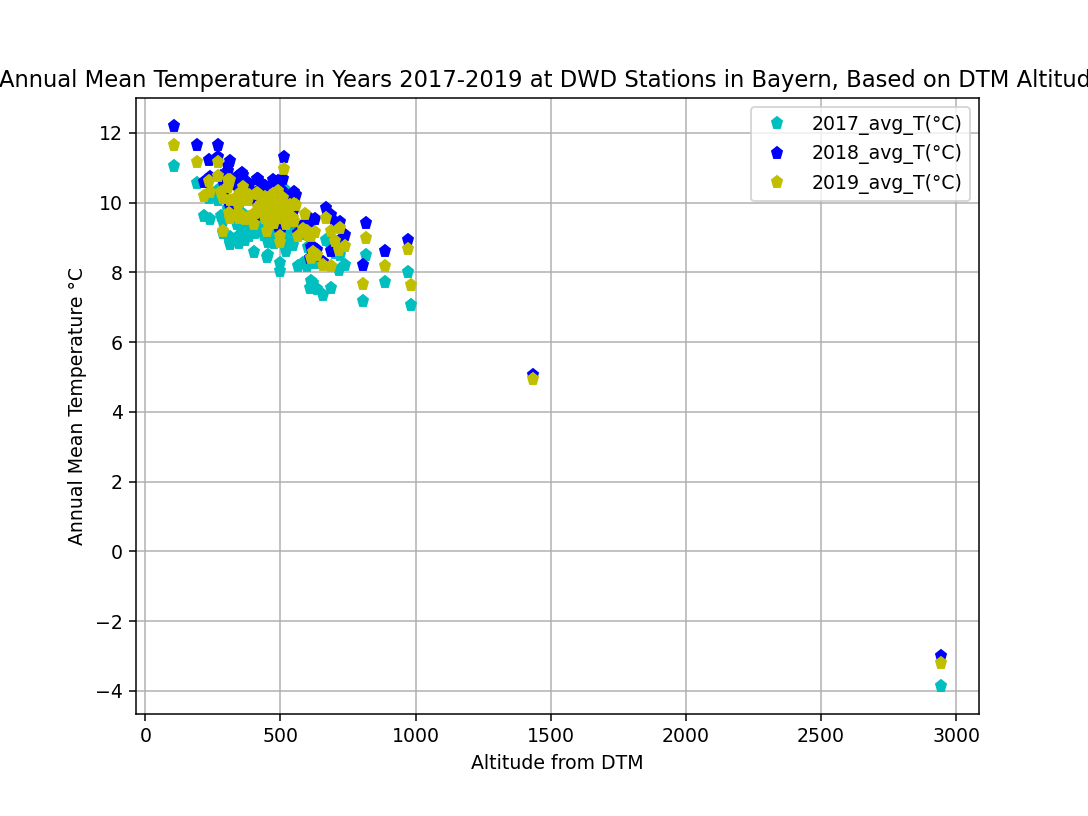 Annual Mean Temperature in Years 2017-2019 at DWD Stations in Bayern, Based on DTM Altitud
2017_avg_T(°C)
2018_avg_T(°C)
2019_avg_T(°C)
Annual Mean Temperature °C
12
10
8
6
4
2
0
−2
−4
0 500 1000 1500 2000 2500 3000
Altitude from DTM